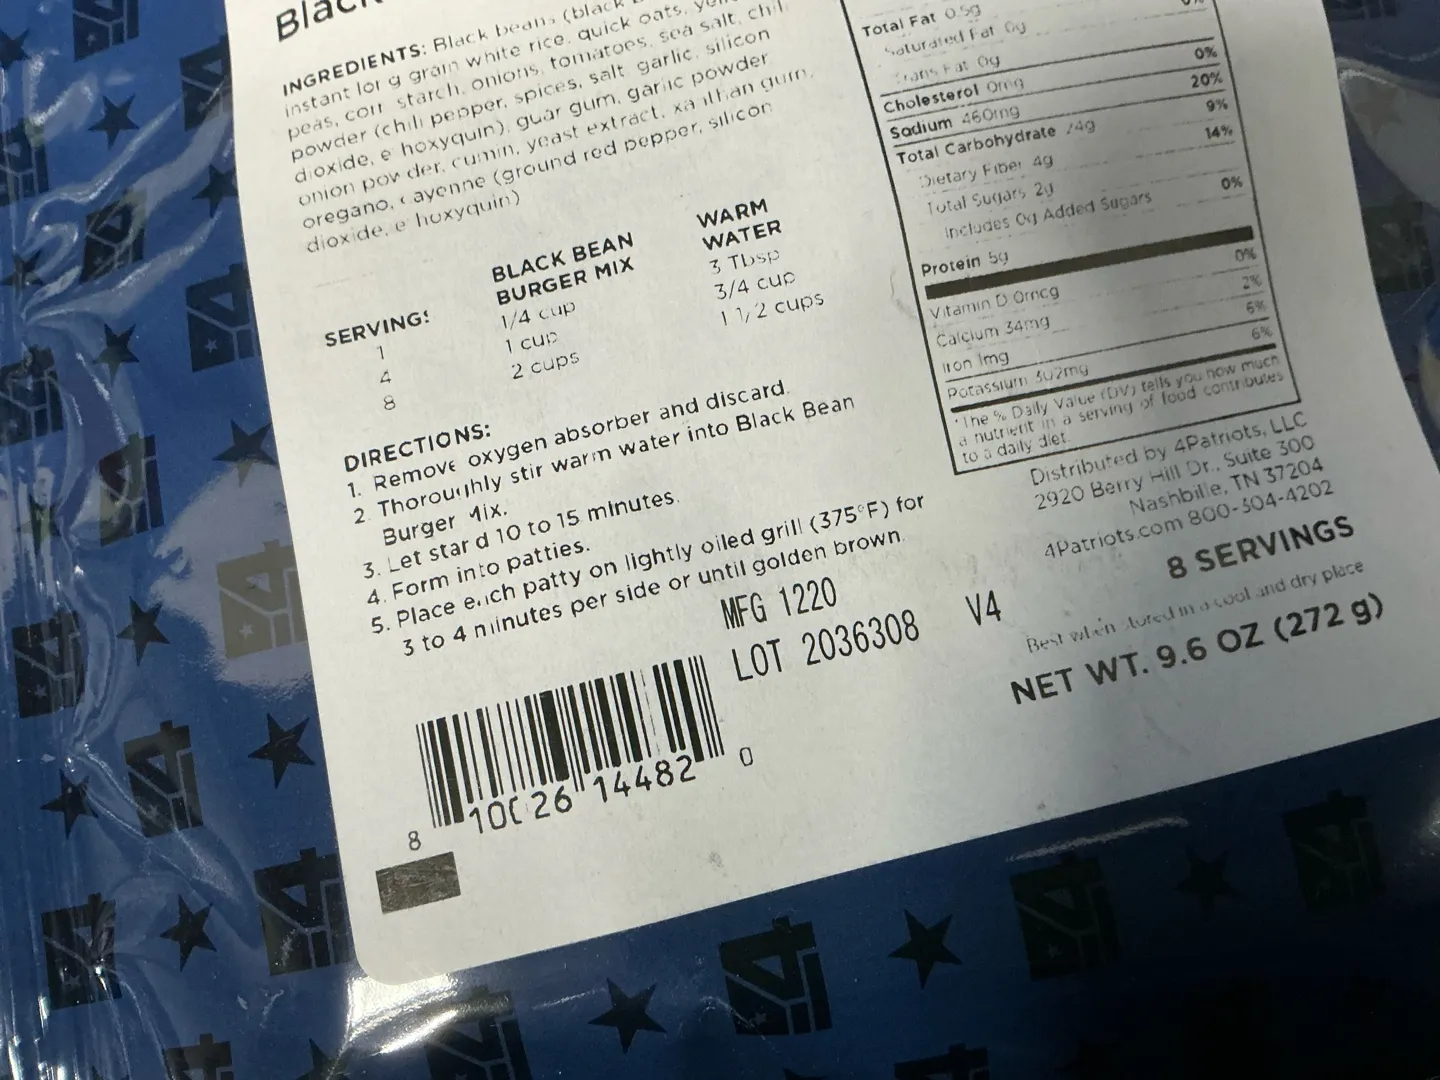 Black
INGREDIENTS: Black beans (black
instant long grain white rice, quick oats,
peas, corn starch, onions, tomatoes, sea salt, chili
powder (chili pepper, spices, salt, garlic, silicon
dioxide, ethoxyquin), guar gum, garlic powder,
onion powder, cumin, yeast extract, xanthan gum,
oregano, cayenne (ground red pepper, silicon
dioxide, ethoxyquin)
SERVINGS BLACK BEAN BURGER MIX WARM WATER
1 1/4 cup 3 Tbsp
4 1 cup 3/4 cup
8 2 cups 1 1/2 cups
DIRECTIONS:
1. Remove oxygen absorber and discard.
2. Thoroughly stir warm water into Black Bean
Burger Mix.
3. Let stand 10 to 15 minutes.
4. Form into patties.
5. Place each patty on lightly oiled grill (375°F) for
3 to 4 minutes per side or until golden brown.
MFG 1220
LOT 2036308 V4
8 10026 14482 0
Total Fat 0.5g
Saturated Fat 0g
Trans Fat 0g
Cholesterol 0mg 0%
Sodium 460mg 20%
Total Carbohydrate 24g 9%
Dietary Fiber 4g 14%
Total Sugars 2g
Includes 0g Added Sugars 0%
Protein 5g
Vitamin D 0mcg 0%
Calcium 34mg 2%
Iron 1mg 6%
Potassium 302mg 6%
*The % Daily Value (DV) tells you how much
a nutrient in a serving of food contributes
to a daily diet.
Distributed by 4Patriots, LLC
2920 Berry Hill Dr., Suite 300
Nashbille, TN 37204
4Patriots.com 800-304-4202
8 SERVINGS
Best when stored in a cool and dry place
NET WT. 9.6 OZ (272 g)